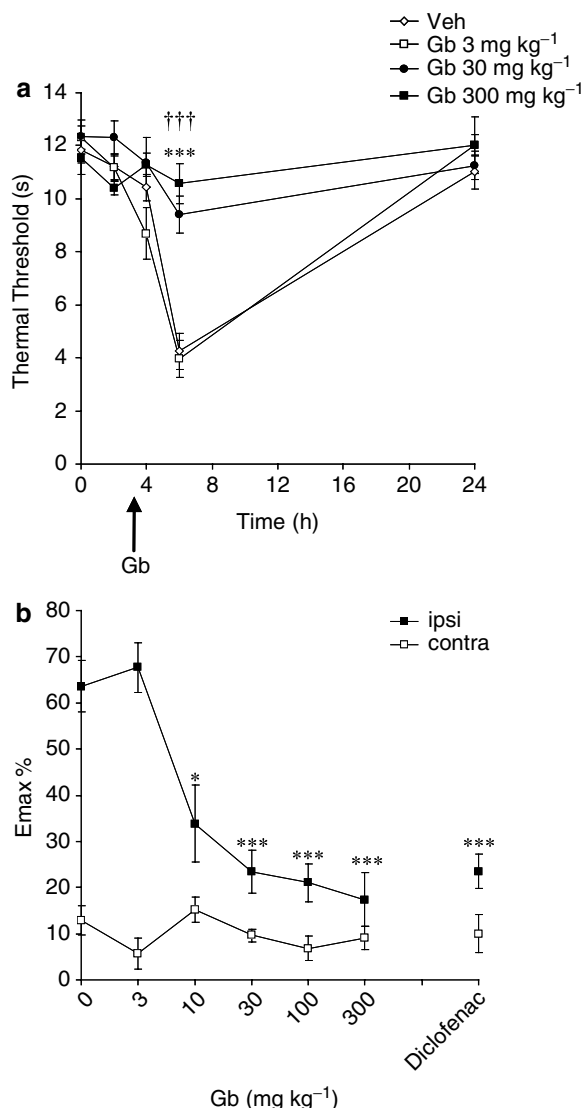 Veh
Gb 3 mg kg⁻¹
Gb 30 mg kg⁻¹
Gb 300 mg kg⁻¹
a
14
12
10
8
6
4
2
0
Thermal Threshold (s)
†††
***
0 4 8 12 16 20 24
Time (h)
Gb
b
ipsi
contra
80
70
60
50
40
30
20
10
0
Emax %
*
***
***
***
***
0 3 10 30 100 300 Diclofenac
Gb (mg kg⁻¹)